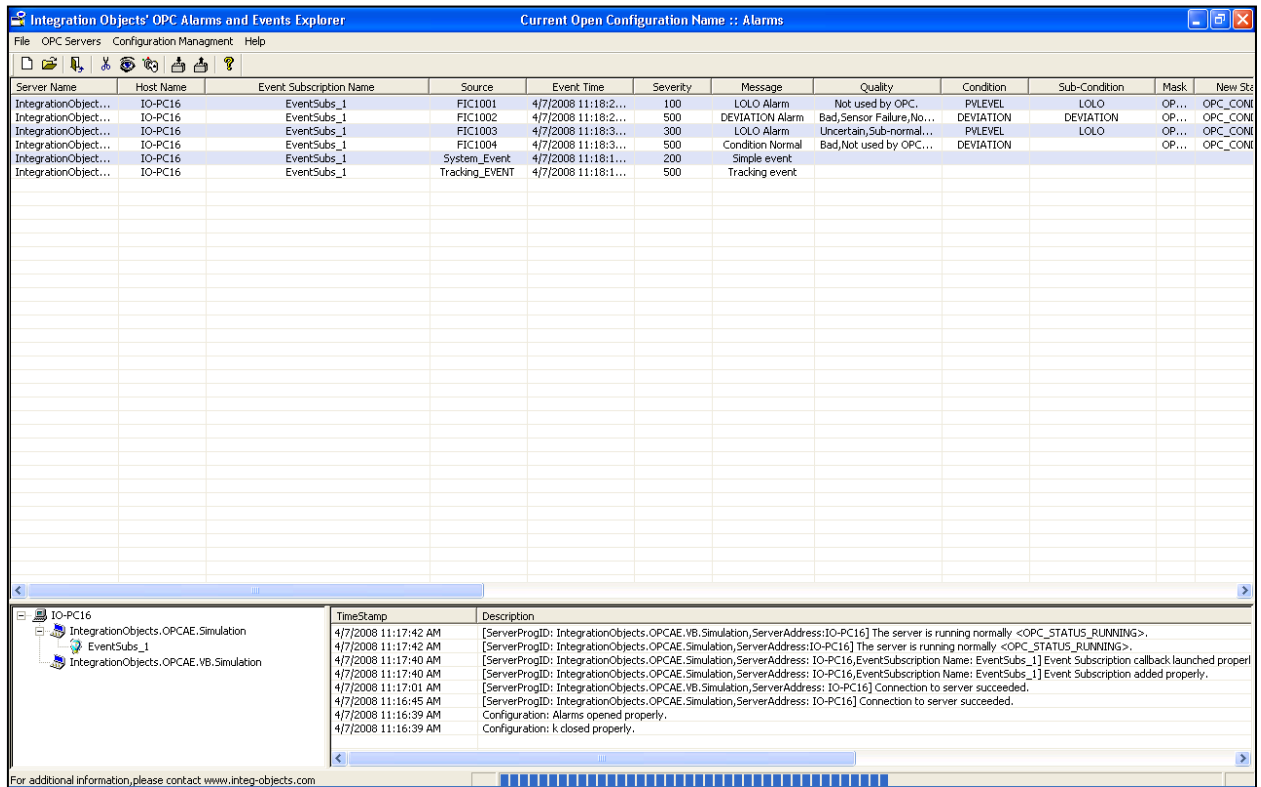 Integration Objects' OPC Alarms and Events Explorer Current Open Configuration Name :: Alarms
File OPC Servers Configuration Managment Help
Server Name Host Name Event Subscription Name Source Event Time Severity Message Quality Condition Sub-Condition Mask New Sta
IntegrationObject... IO-PC16 EventSubs_1 FIC1001 4/7/2008 11:18:2... 100 LOLO Alarm Not used by OPC. PVLEVEL LOLO OP... OPC_COND
IntegrationObject... IO-PC16 EventSubs_1 FIC1002 4/7/2008 11:18:2... 500 DEVIATION Alarm Bad,Sensor Failure,No... DEVIATION DEVIATION OP... OPC_COND
IntegrationObject... IO-PC16 EventSubs_1 FIC1003 4/7/2008 11:18:3... 300 LOLO Alarm Uncertain,Sub-normal... PVLEVEL LOLO OP... OPC_COND
IntegrationObject... IO-PC16 EventSubs_1 FIC1004 4/7/2008 11:18:3... 500 Condition Normal Bad,Not used by OPC... DEVIATION OP... OPC_COND
IntegrationObject... IO-PC16 EventSubs_1 System_Event 4/7/2008 11:18:1... 200 Simple event
IntegrationObject... IO-PC16 EventSubs_1 Tracking_EVENT 4/7/2008 11:18:1... 500 Tracking event
IO-PC16
IntegrationObjects.OPCAE.Simulation
EventSubs_1
IntegrationObjects.OPCAE.VB.Simulation
TimeStamp Description
4/7/2008 11:17:42 AM [ServerProgID: IntegrationObjects.OPCAE.VB.Simulation,ServerAddress:IO-PC16] The server is running normally <OPC_STATUS_RUNNING>.
4/7/2008 11:17:42 AM [ServerProgID: IntegrationObjects.OPCAE.Simulation,ServerAddress:IO-PC16] The server is running normally <OPC_STATUS_RUNNING>.
4/7/2008 11:17:40 AM [ServerProgID: IntegrationObjects.OPCAE.Simulation,ServerAddress: IO-PC16,EventSubscription Name: EventSubs_1] Event Subscription callback launched properl
4/7/2008 11:17:40 AM [ServerProgID: IntegrationObjects.OPCAE.Simulation,ServerAddress: IO-PC16,EventSubscription Name: EventSubs_1] Event Subscription added properly.
4/7/2008 11:17:01 AM [ServerProgID: IntegrationObjects.OPCAE.VB.Simulation,ServerAddress: IO-PC16] Connection to server succeeded.
4/7/2008 11:16:45 AM [ServerProgID: IntegrationObjects.OPCAE.Simulation,ServerAddress: IO-PC16] Connection to server succeeded.
4/7/2008 11:16:39 AM Configuration: Alarms opened properly.
4/7/2008 11:16:39 AM Configuration: k closed properly.
For additional information,please contact www.integ-objects.com